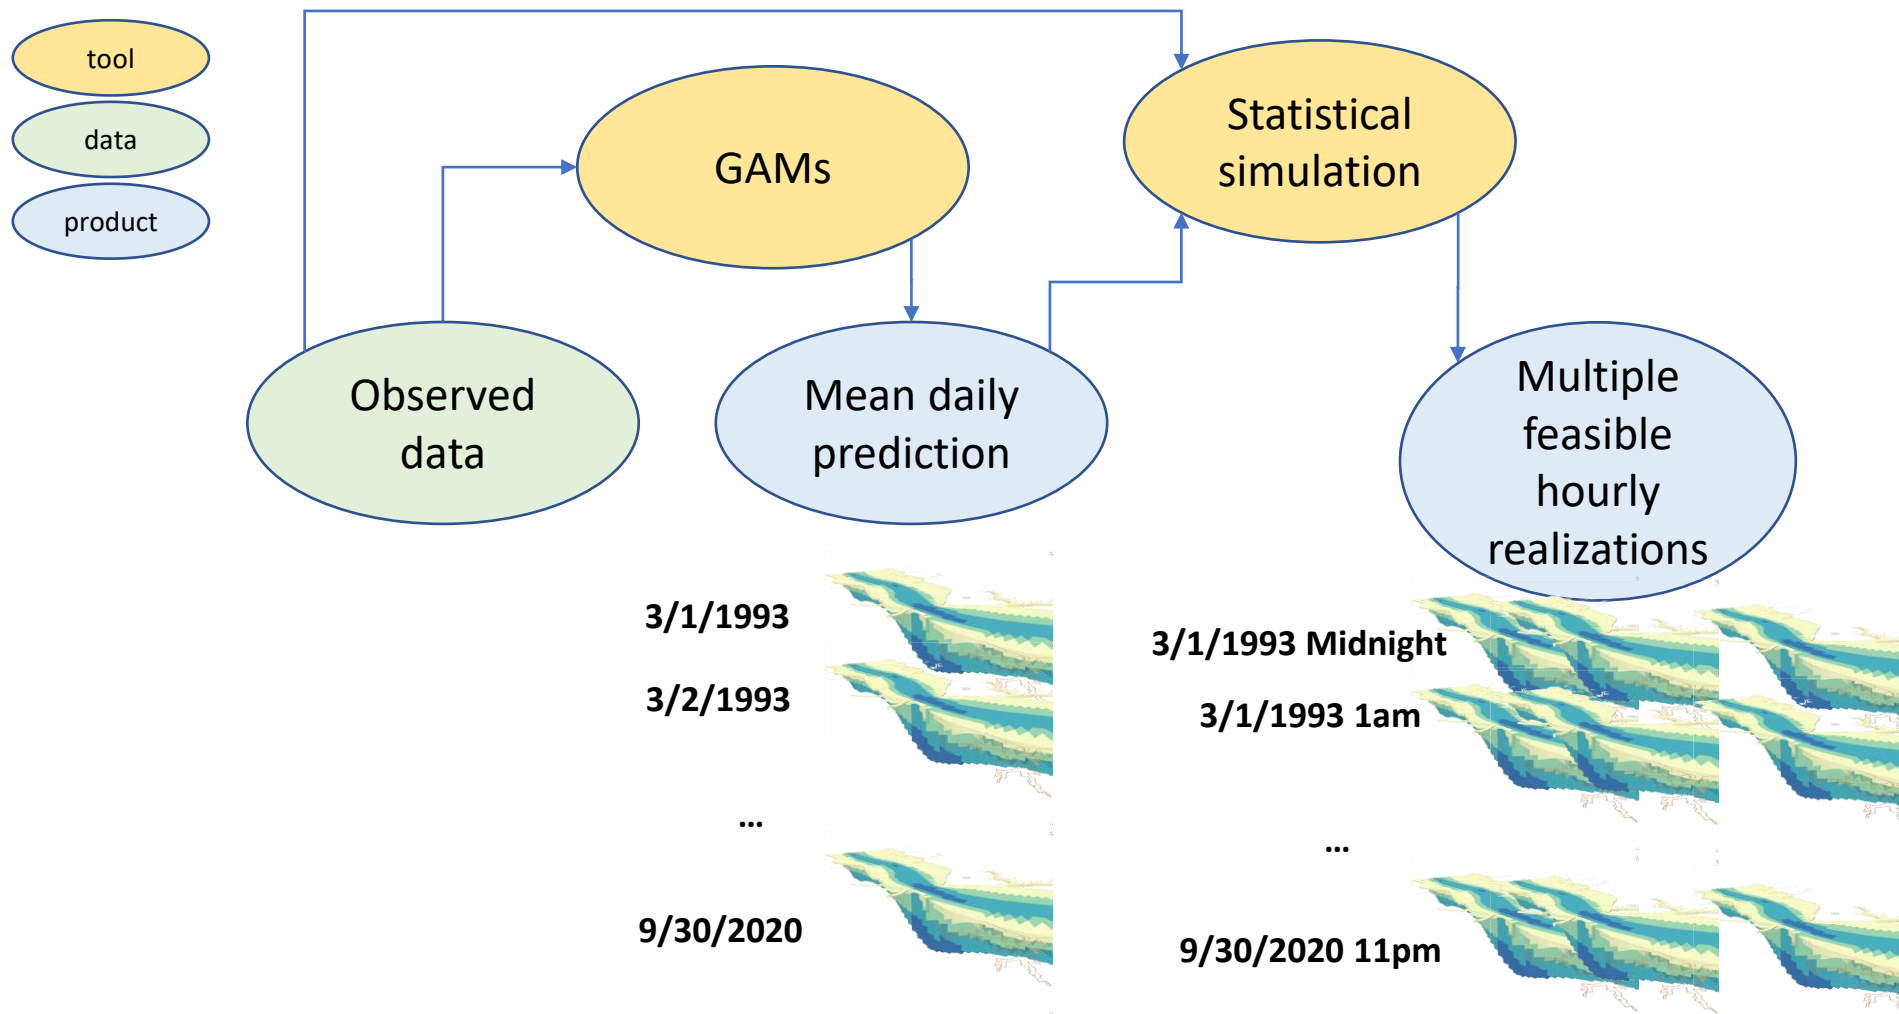 tool
data
product
GAMs
Statistical
simulation
Observed
data
Mean daily
prediction
Multiple
feasible
hourly
realizations
3/1/1993
3/2/1993
...
9/30/2020
3/1/1993 Midnight
3/1/1993 1am
...
9/30/2020 11pm